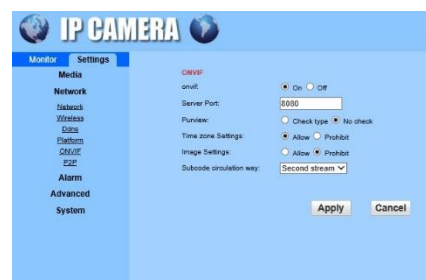 IP CAMERA
Monitor Settings
Media
Network
Network
Wireless
Ddns
Platform
ONVIF
P2P
Alarm
Advanced
System
ONVIF
onvif: On Off
Server Port: 8080
Purview: Check type No check
Time zone Settings: Allow Prohibit
Image Settings: Allow Prohibit
Subcode circulation way: Second stream
Apply Cancel